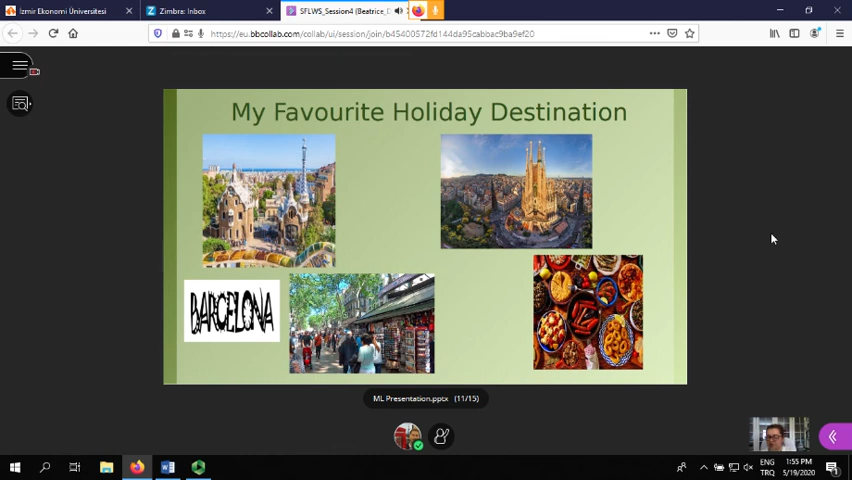 İzmir Ekonomi Üniversitesi
Zimbra: Inbox
SFLWS_Session4 (Beatrice_D
https://eu.bbcollab.com/collab/ui/session/join/b45400572fd144da95cabbac9ba9ef20
My Favourite Holiday Destination
BARCELONA
ML Presentation.pptx (11/15)
ENG
TRQ
1:55 PM
5/19/2020
1